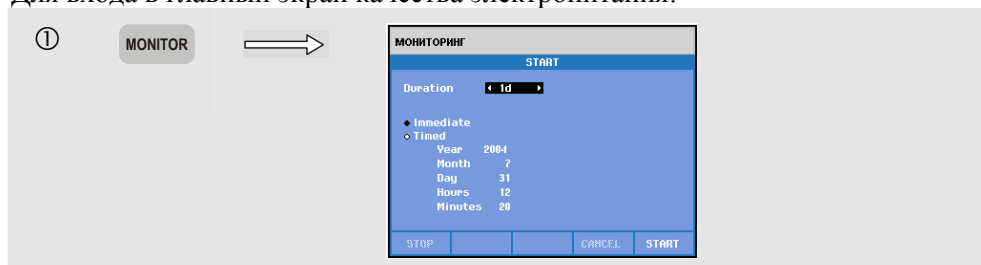 Для входа в главный экран качества электропитания:
① MONITOR
МОНИТОРИНГ
START
Duration 1d
Immediate
Timed
Year 2004
Month 7
Day 31
Hours 12
Minutes 20
STOP CANCEL START